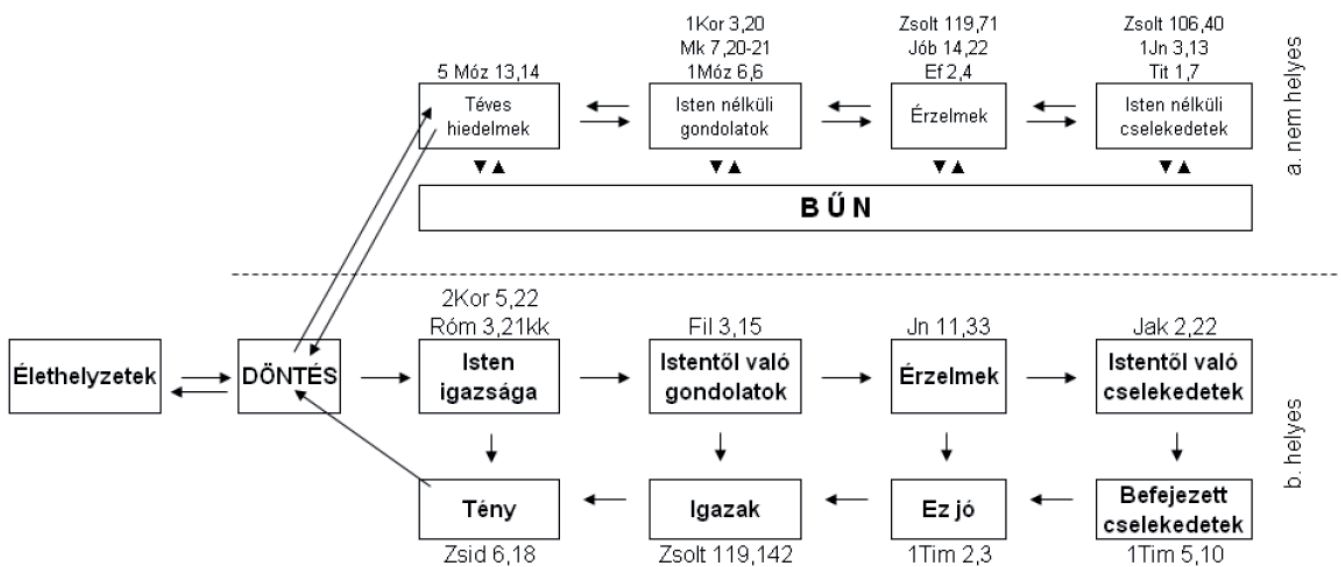 1Kor 3,20
Mk 7,20-21
1Móz 6,6
Zsolt 119,71
Jób 14,22
Ef 2,4
Zsolt 106,40
1Jn 3,13
Tit 1,7
5 Móz 13,14
Téves
hiedelmek
Isten nélküli
gondolatok
Érzelmek
Isten nélküli
cselekedetek
a. nem helyes
BŰN
2Kor 5,22
Róm 3,21kk
Fil 3,15
Jn 11,33
Jak 2,22
Élethelyzetek
DÖNTÉS
Isten
igazsága
Istentől való
gondolatok
Érzelmek
Istentől való
cselekedetek
b. helyes
Tény
Igazak
Ez jó
Befejezett
cselekedetek
Zsid 6,18
Zsolt 119,142
1Tim 2,3
1Tim 5,10